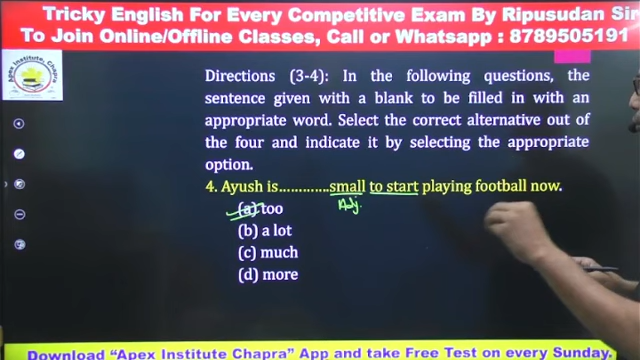 Tricky English For Every Competitive Exam By Ripusudan Sin
To Join Online/Offline Classes, Call or Whatsapp : 8789505191
Apex Institute, Chapra
Directions (3-4): In the following questions, the
sentence given with a blank to be filled in with an
appropriate word. Select the correct alternative out of
the four and indicate it by selecting the appropriate
option.
4. Ayush is.............small to start playing football now.
(a) too
Adj.
(b) a lot
(c) much
(d) more
Download “Apex Institute Chapra” App and take Free Test on every Sunday.